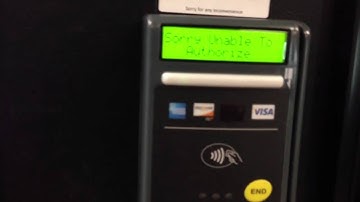 Sorry for any inconvenience
Sorry Unable To
Authorize
VISA
END